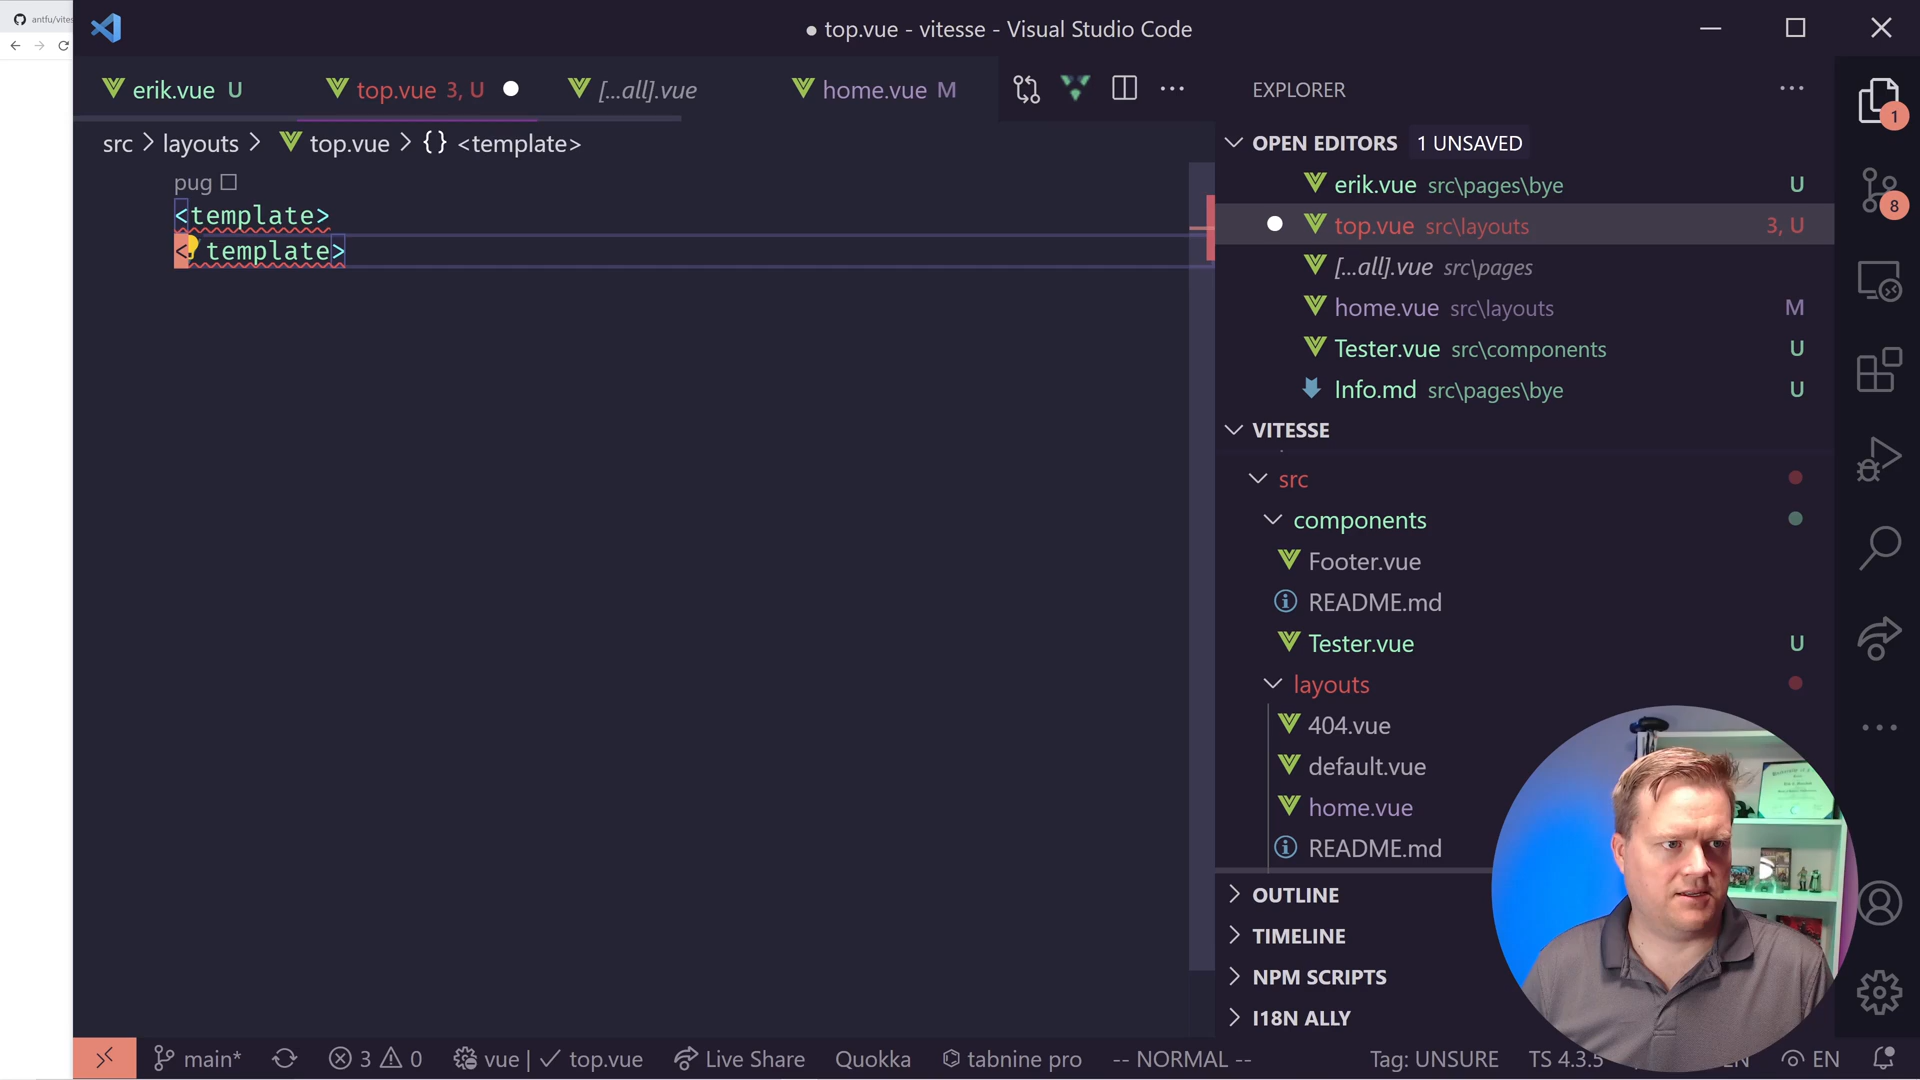 antfu/vites
● top.vue - vitesse - Visual Studio Code
erik.vue U
top.vue 3, U
[...all].vue
home.vue M
src > layouts > top.vue > {} <template>
pug
<template>
< template>
EXPLORER
OPEN EDITORS 1 UNSAVED
erik.vue src\pages\bye U
top.vue src\layouts 3, U
[...all].vue src\pages
home.vue src\layouts M
Tester.vue src\components U
Info.md src\pages\bye U
VITESSE
src
components
Footer.vue
README.md
Tester.vue U
layouts
404.vue
default.vue
home.vue
README.md
OUTLINE
TIMELINE
NPM SCRIPTS
I18N ALLY
1
8
main* 3 0 vue | ✓ top.vue Live Share Quokka tabnine pro -- NORMAL -- Tag: UNSURE TS 4.3.5 EN